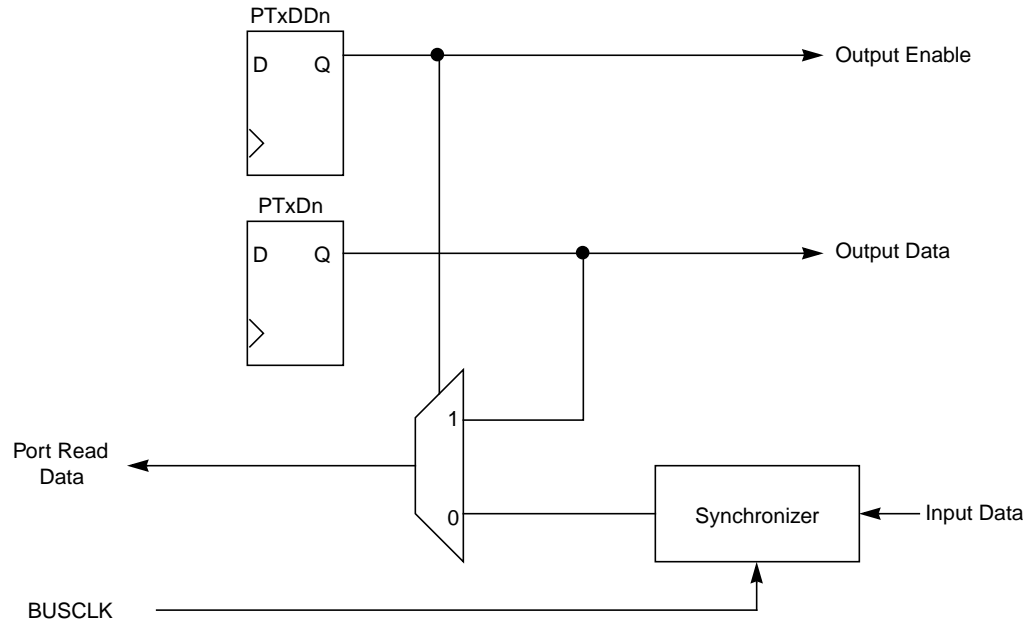 PTxDDn
D Q
Output Enable
PTxDn
D Q
Output Data
1
Port Read
Data
0
Synchronizer
Input Data
BUSCLK